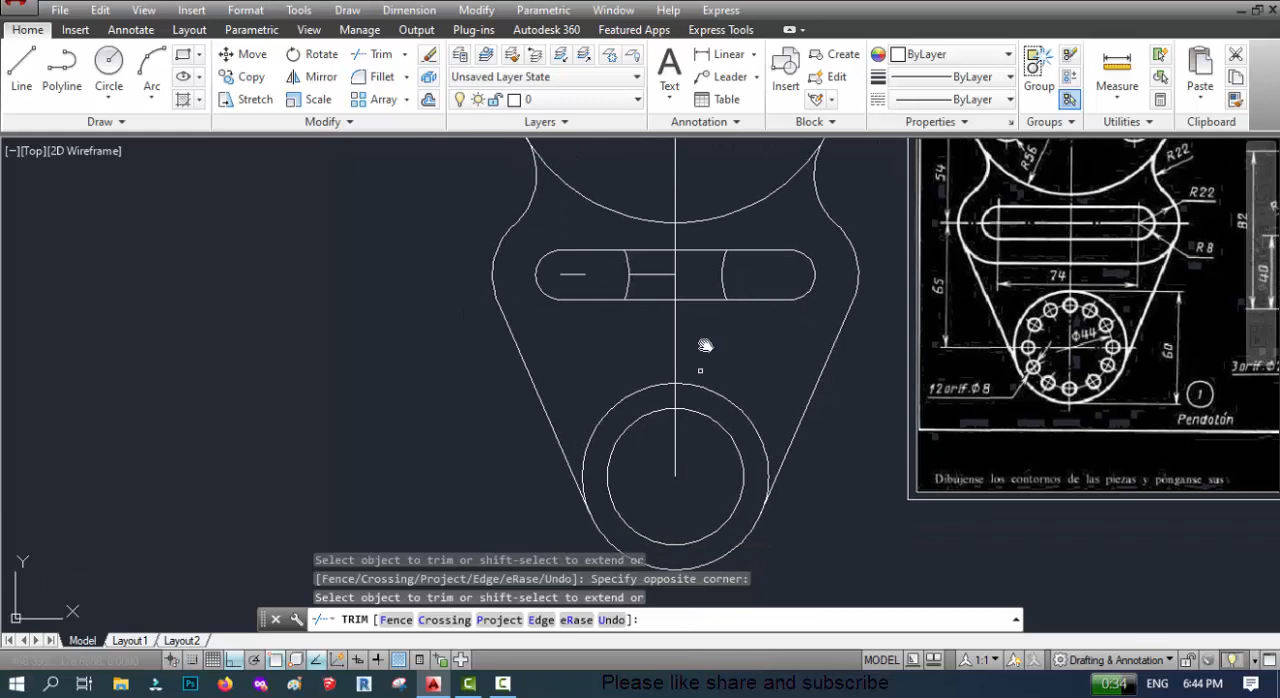 File Edit View Insert Format Tools Draw Dimension Modify Parametric Window Help Express
Home Insert Annotate Parametric View Manage Output Plug-ins Autodesk 360 Featured Apps Express Tools
Line Polyline Circle Arc
Move Rotate Trim
Copy Mirror Fillet
Stretch Scale Array
Unsaved Layer State
0
Text
Linear
Leader
Table
Insert
Create
Edit
ByLayer
ByLayer
ByLayer
Group
Measure
Paste
Draw Modify Layers Annotation Block Properties Groups Utilities Clipboard
[−][Top][2D Wireframe]
R56
R22
54
R22
R8
74
65
82
40
Φ44
60
12 orif.Φ8
3 orif.
1
Pendolón
Dibújense los contornos de las piezas y pónganse sus
Y
X
Select object to trim or shift-select to extend or
[Fence/Crossing/Project/Edge/eRase/Undo]: Specify opposite corner:
Select object to trim or shift-select to extend or
TRIM [Fence Crossing Project Edge eRase Undo]:
Model Layout1 Layout2
MODEL 1:1 Drafting & Annotation
Please like share and subscribe
0:34 ENG 6:44 PM